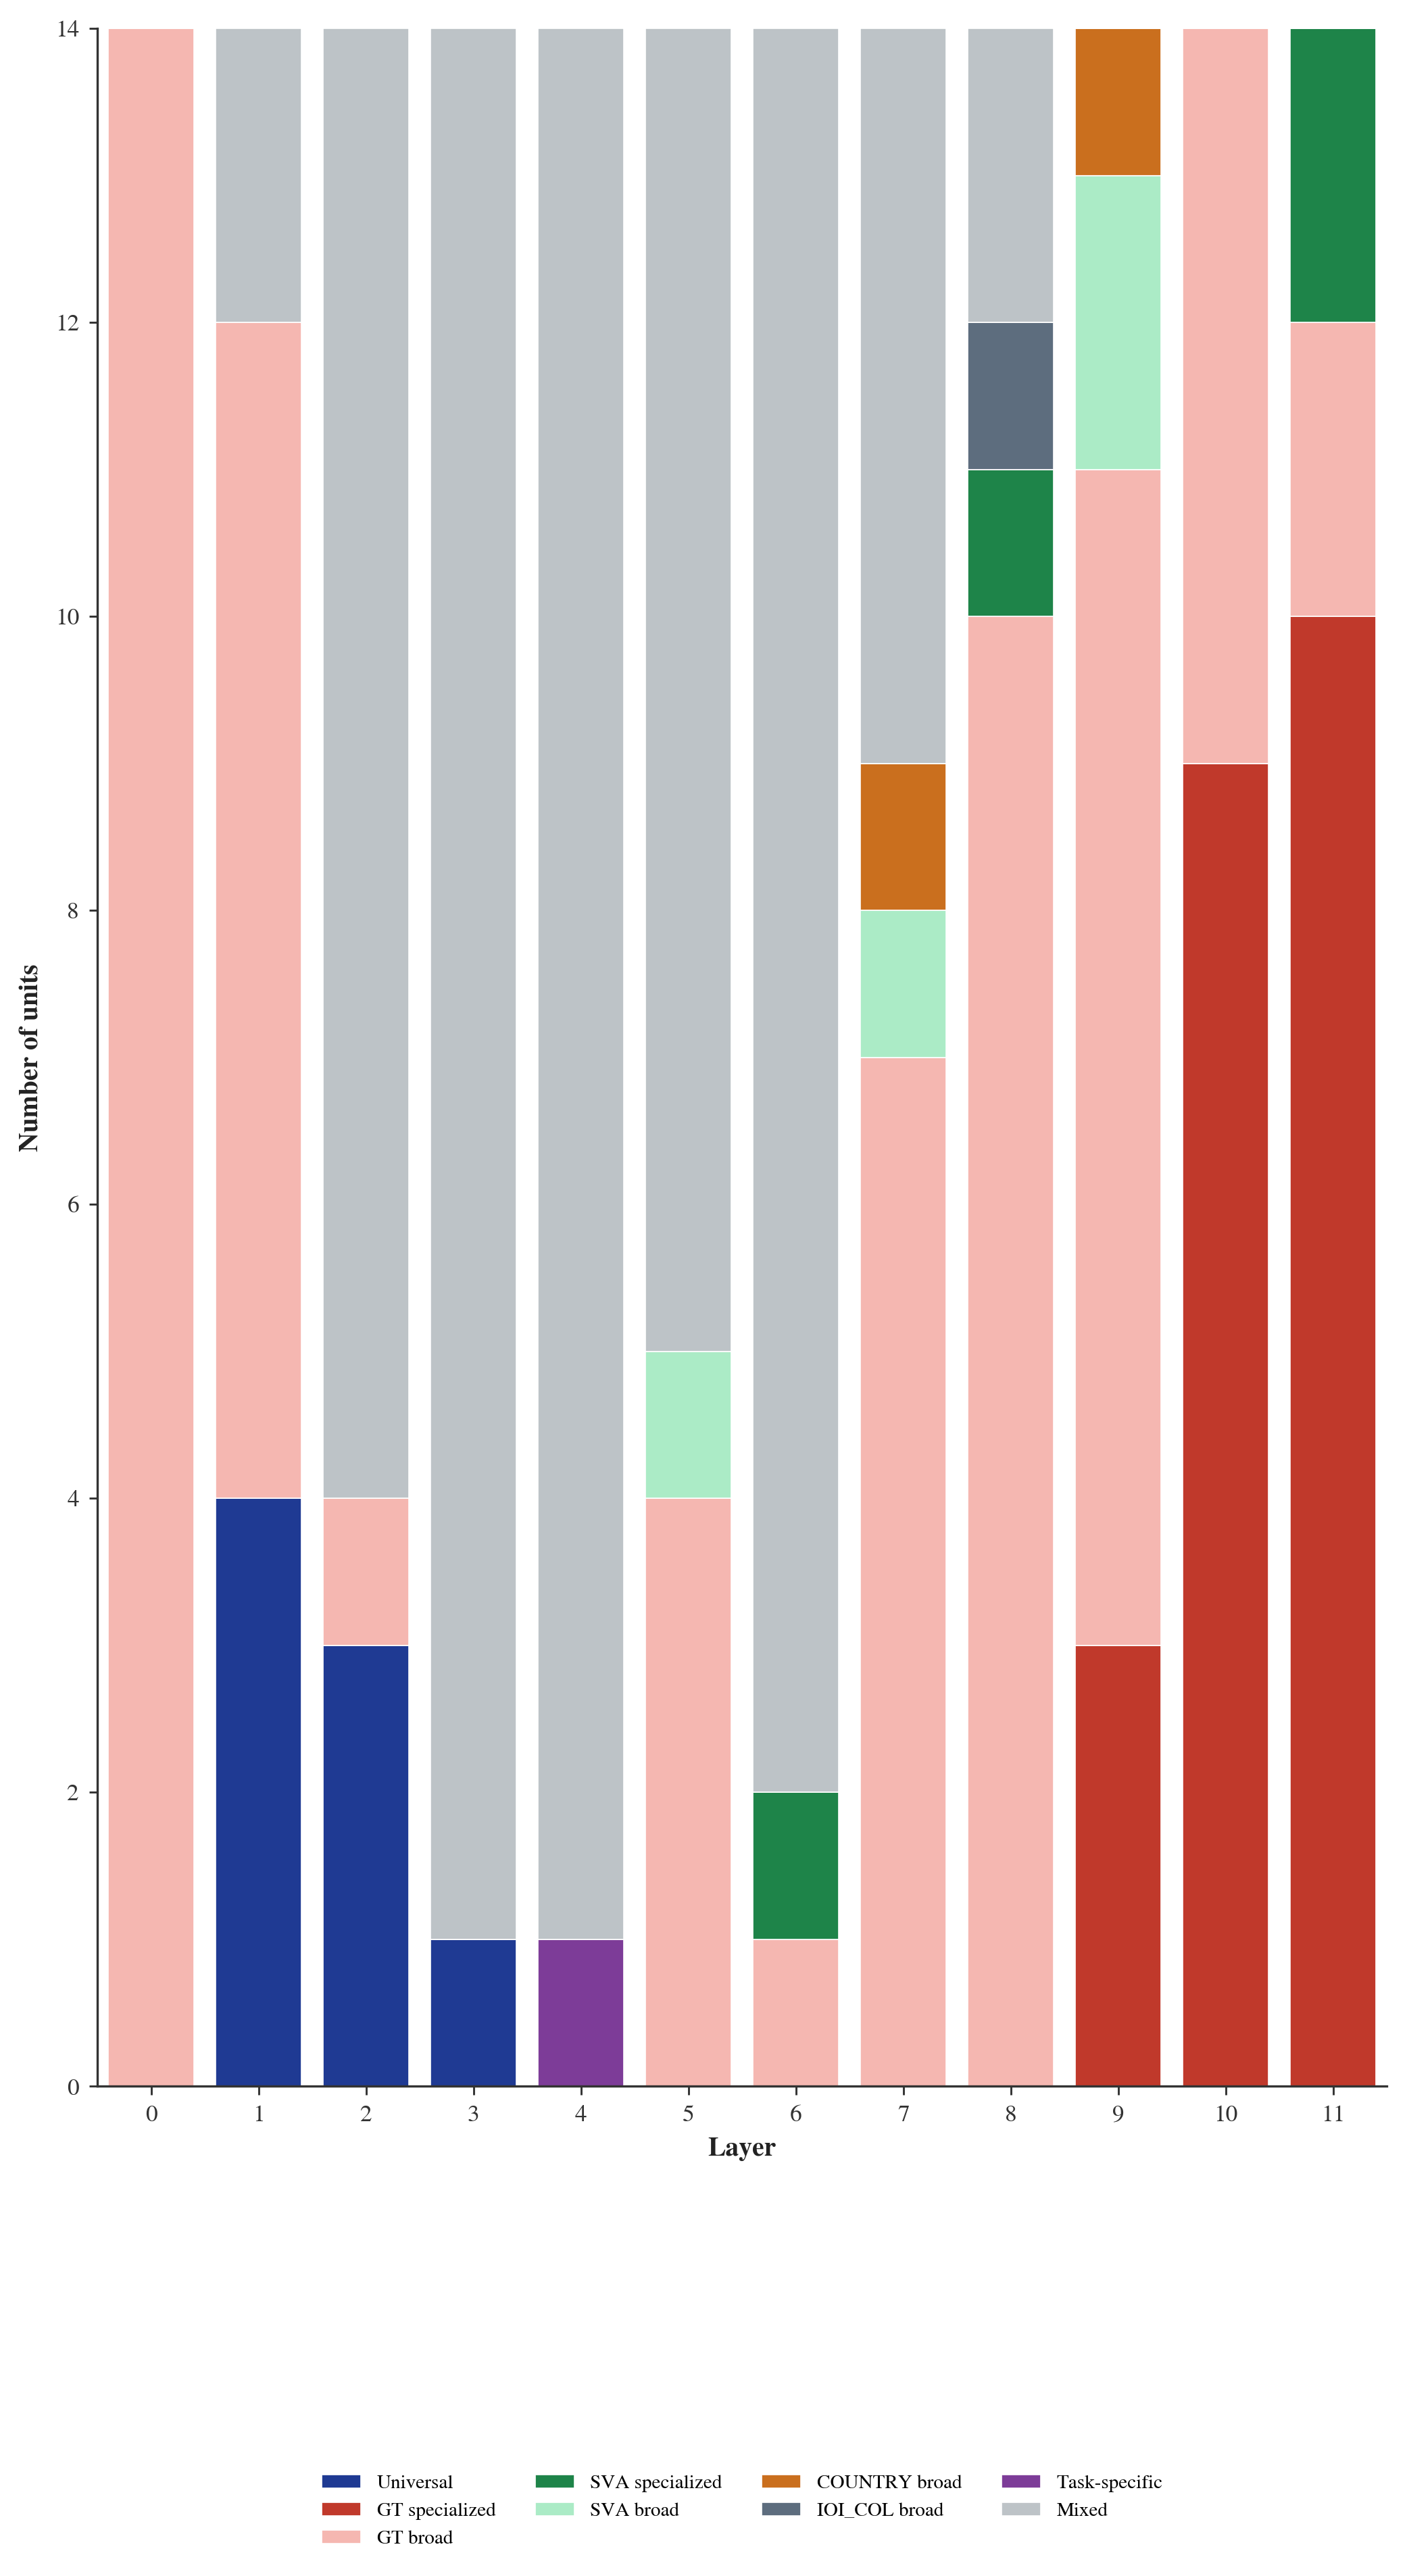 14
12
10
8
6
4
2
0
Number of units
0 1 2 3 4 5 6 7 8 9 10 11
Layer
Universal SVA specialized COUNTRY broad Task-specific
GT specialized SVA broad IOI_COL broad Mixed
GT broad